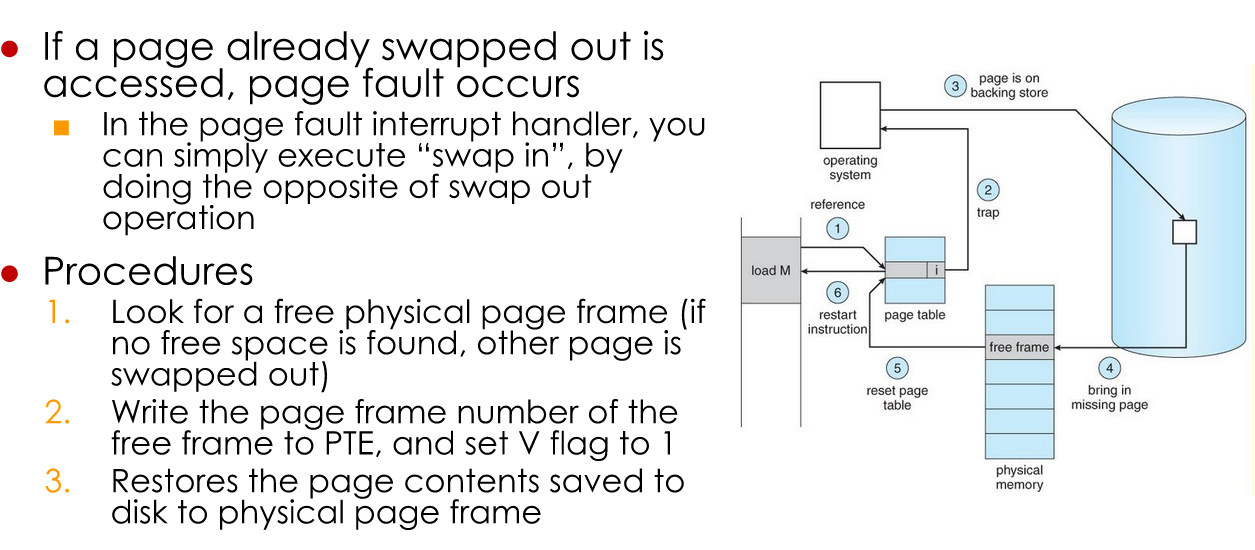 If a page already swapped out is
accessed, page fault occurs
In the page fault interrupt handler, you
can simply execute “swap in”, by
doing the opposite of swap out
operation
Procedures
1. Look for a free physical page frame (if
no free space is found, other page is
swapped out)
2. Write the page frame number of the
free frame to PTE, and set V flag to 1
3. Restores the page contents saved to
disk to physical page frame
3 page is on
backing store
operating
system
2
trap
reference
1
load M
i
6
restart
instruction
page table
free frame
5
reset page
table
4
bring in
missing page
physical
memory